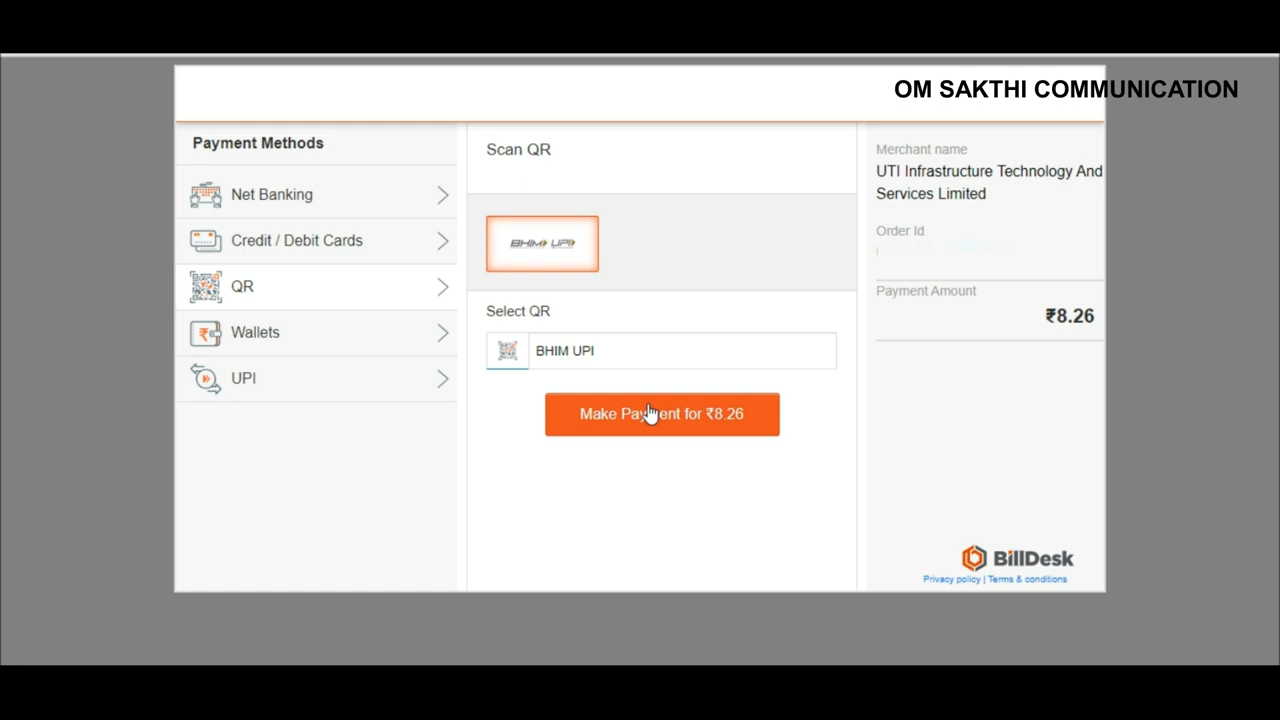 OM SAKTHI COMMUNICATION
Payment Methods
Net Banking
Credit / Debit Cards
QR
Wallets
UPI
Scan QR
BHIM UPI
Select QR
BHIM UPI
Make Payment for ₹8.26
Merchant name
UTI Infrastructure Technology And
Services Limited
Order Id
Payment Amount
₹8.26
BillDesk
Privacy policy | Terms & conditions